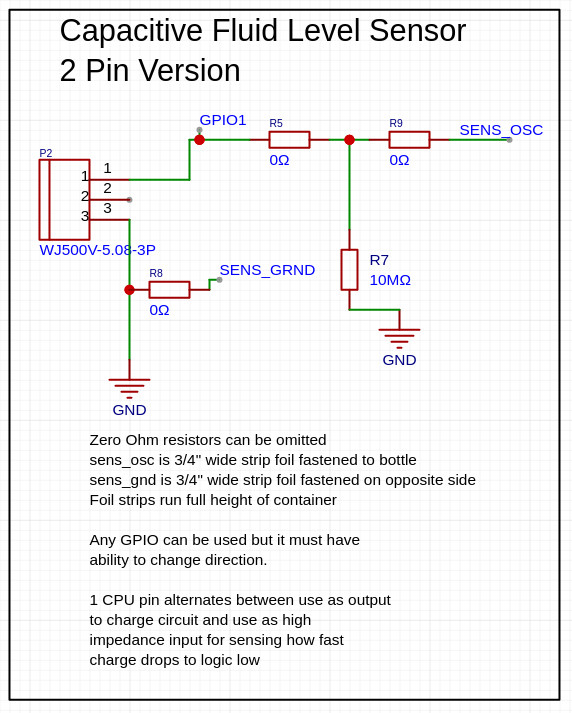 Capacitive Fluid Level Sensor
2 Pin Version
GPIO1
R5
0Ω
R9
0Ω
SENS_OSC
P2
1
2
3
1
2
3
WJ500V-5.08-3P
R8
0Ω
SENS_GRND
R7
10MΩ
GND
GND
Zero Ohm resistors can be omitted
sens_osc is 3/4" wide strip foil fastened to bottle
sens_gnd is 3/4" wide strip foil fastened on opposite side
Foil strips run full height of container
Any GPIO can be used but it must have
ability to change direction.
1 CPU pin alternates between use as output
to charge circuit and use as high
impedance input for sensing how fast
charge drops to logic low